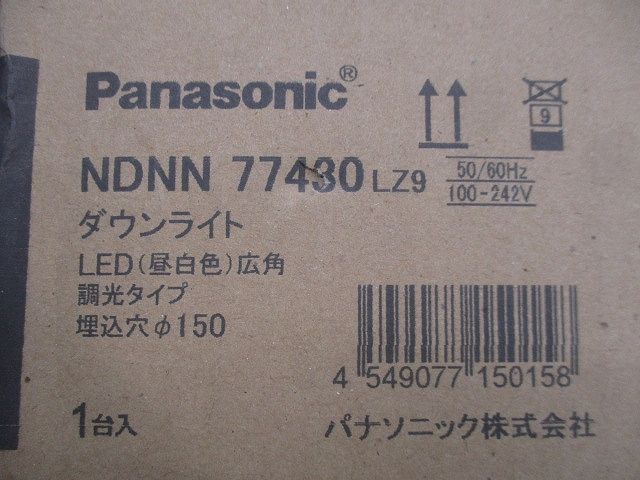 Panasonic®
9
NDNN 77430 LZ9
50/60Hz
100-242V
ダウンライト
LED(昼白色)広角
調光タイプ
埋込穴φ150
4 549077 150158
1台入
パナソニック株式会社